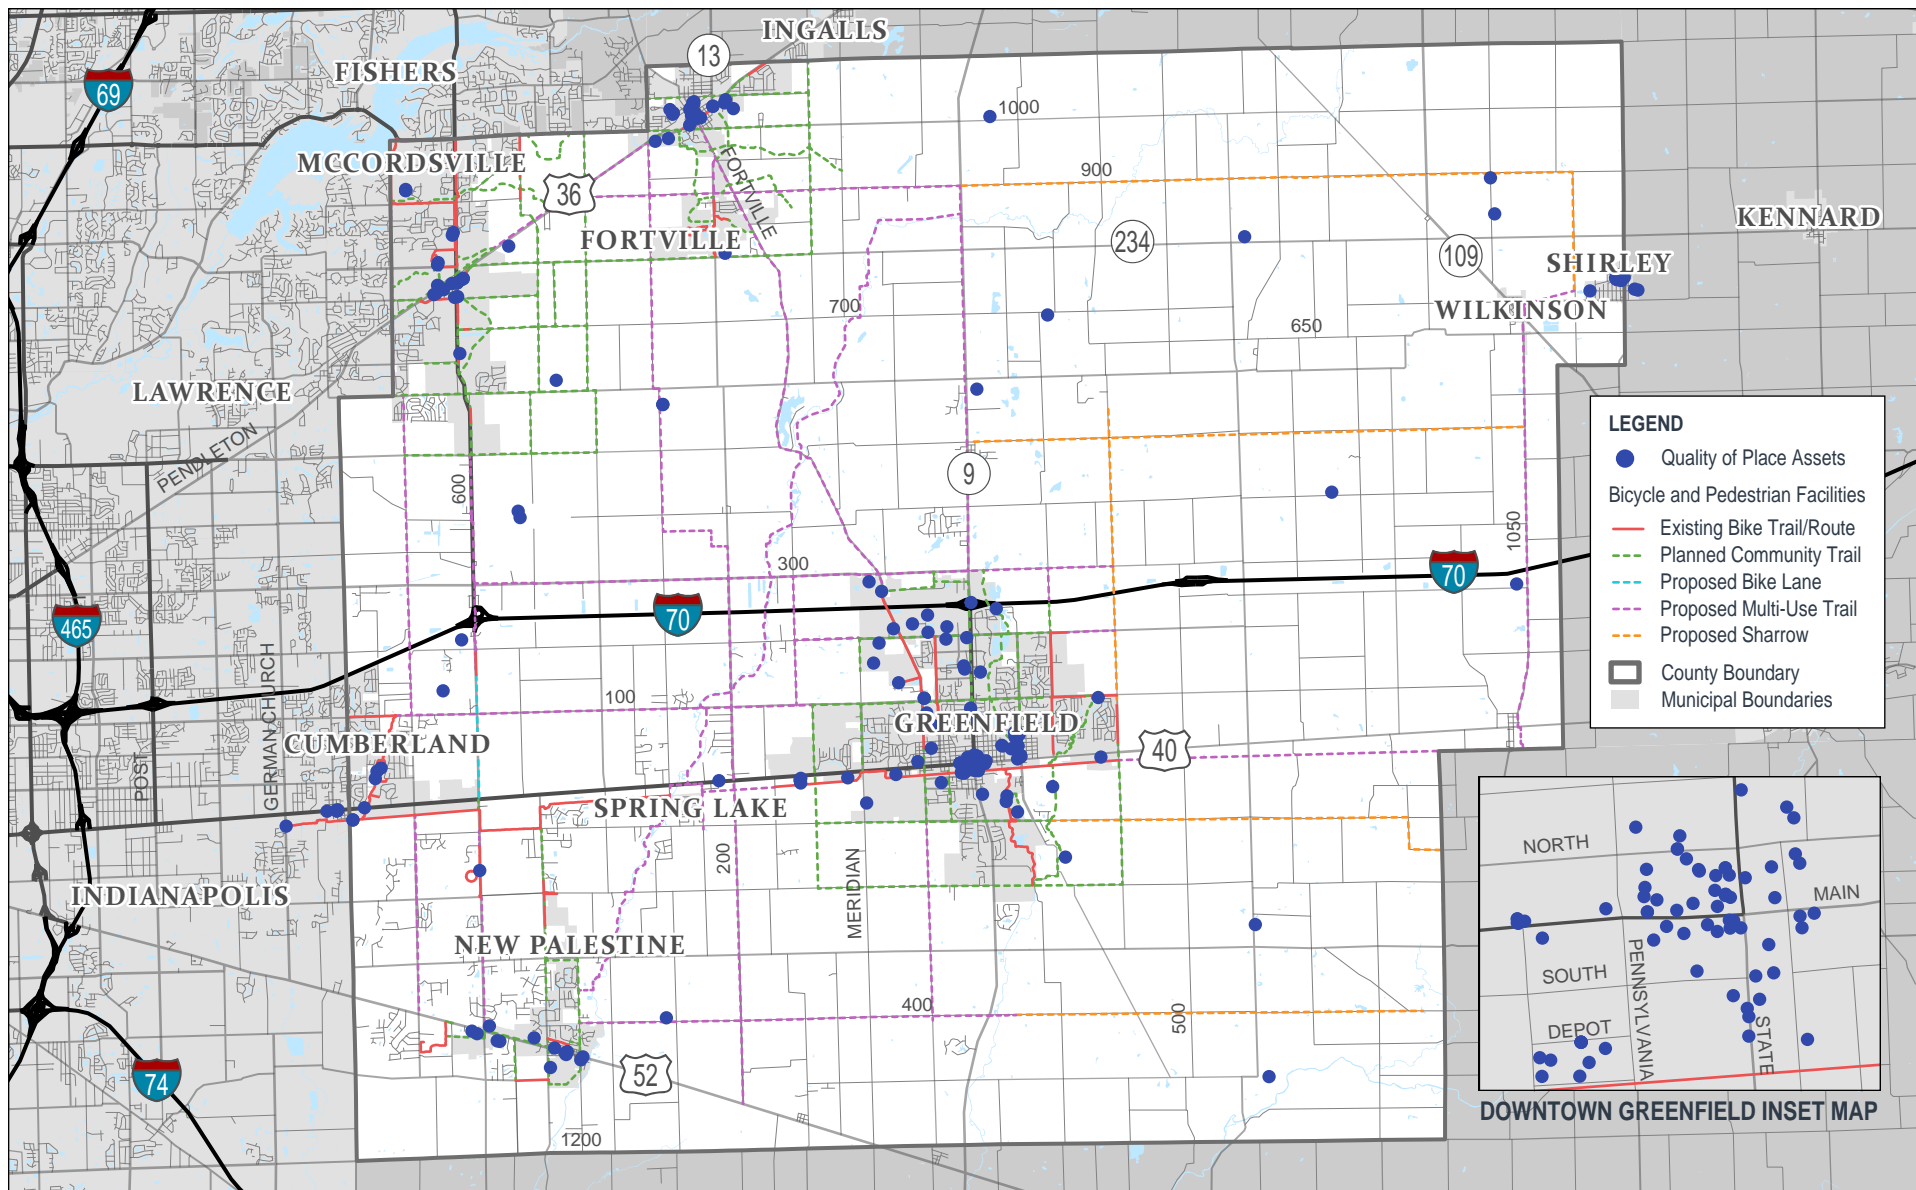 INGALLS
13
FISHERS
69
1000
MCCORDSVILLE
36
FORTVILLE
900
KENNARD
FORTVILLE
234
109
SHIRLEY
700
WILKINSON
650
LAWRENCE
PENDLETON
9
600
1050
300
70
70
465
GERMANCHURCH
100
GREENFIELD
40
CUMBERLAND
POST
SPRING LAKE
200
MERIDIAN
INDIANAPOLIS
NEW PALESTINE
400
500
52
74
1200
LEGEND
Quality of Place Assets
Bicycle and Pedestrian Facilities
Existing Bike Trail/Route
Planned Community Trail
Proposed Bike Lane
Proposed Multi-Use Trail
Proposed Sharrow
County Boundary
Municipal Boundaries
NORTH
MAIN
SOUTH
PENNSYLVANIA
DEPOT
STATE
DOWNTOWN GREENFIELD INSET MAP